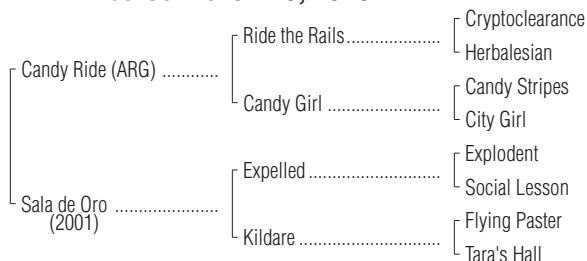 Cryptoclearance
Ride the Rails
Herbalesian
Candy Ride (ARG)
Candy Stripes
Candy Girl
City Girl
Explodent
Expelled
Social Lesson
Sala de Oro
(2001)
Flying Paster
Kildare
Tara's Hall